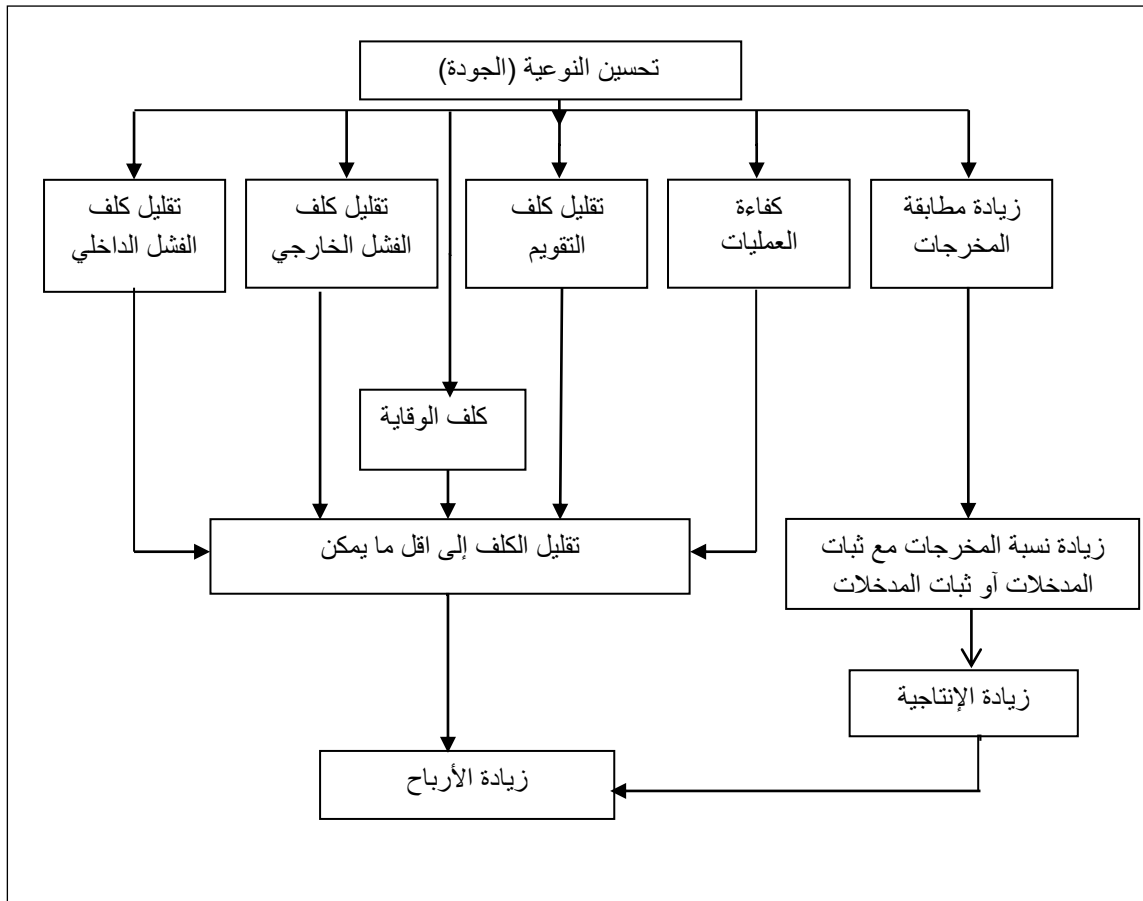 تحسين النوعية (الجودة)
زيادة مطابقة
المخرجات
كفاءة
العمليات
تقليل كلف
التقويم
تقليل كلف
الفشل الخارجي
تقليل كلف
الفشل الداخلي
كلف الوقاية
تقليل الكلف إلى اقل ما يمكن
زيادة نسبة المخرجات مع ثبات
المدخلات آو ثبات المدخلات
زيادة الإنتاجية
زيادة الأرباح